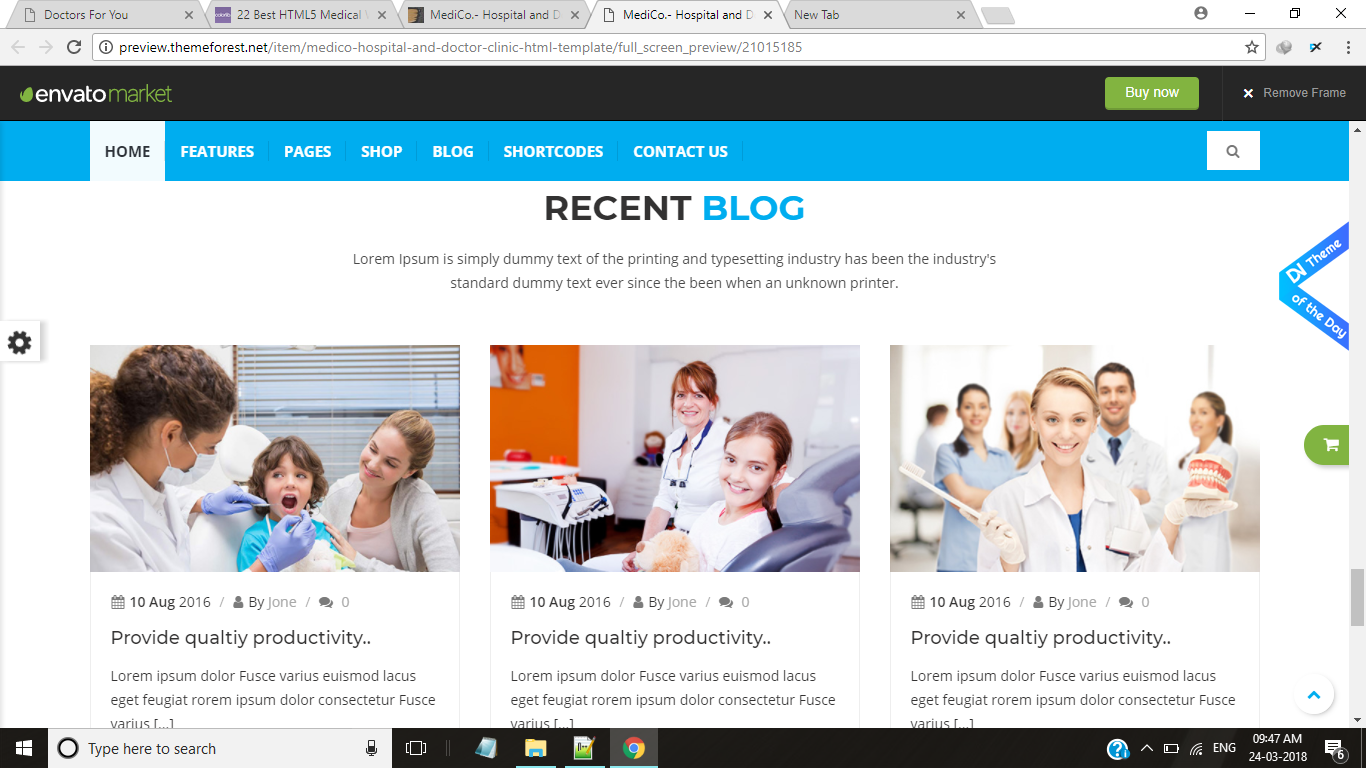 Doctors For You
22 Best HTML5 Medical
MediCo.- Hospital and D
MediCo.- Hospital and D
New Tab
preview.themeforest.net/item/medico-hospital-and-doctor-clinic-html-template/full_screen_preview/21015185
envatomarket
Buy now
Remove Frame
HOME
FEATURES
PAGES
SHOP
BLOG
SHORTCODES
CONTACT US
RECENT BLOG
Lorem Ipsum is simply dummy text of the printing and typesetting industry has been the industry's
standard dummy text ever since the been when an unknown printer.
Theme
of the Day
10 Aug 2016 / By Jone / 0
Provide qualtiy productivity..
Lorem ipsum dolor Fusce varius euismod lacus
eget feugiat rorem ipsum dolor consectetur Fusce
varius [...]
10 Aug 2016 / By Jone / 0
Provide qualtiy productivity..
Lorem ipsum dolor Fusce varius euismod lacus
eget feugiat rorem ipsum dolor consectetur Fusce
varius [...]
10 Aug 2016 / By Jone / 0
Provide qualtiy productivity..
Lorem ipsum dolor Fusce varius euismod lacus
eget feugiat rorem ipsum dolor consectetur Fusce
varius [...]
Type here to search
ENG
09:47 AM
24-03-2018
6